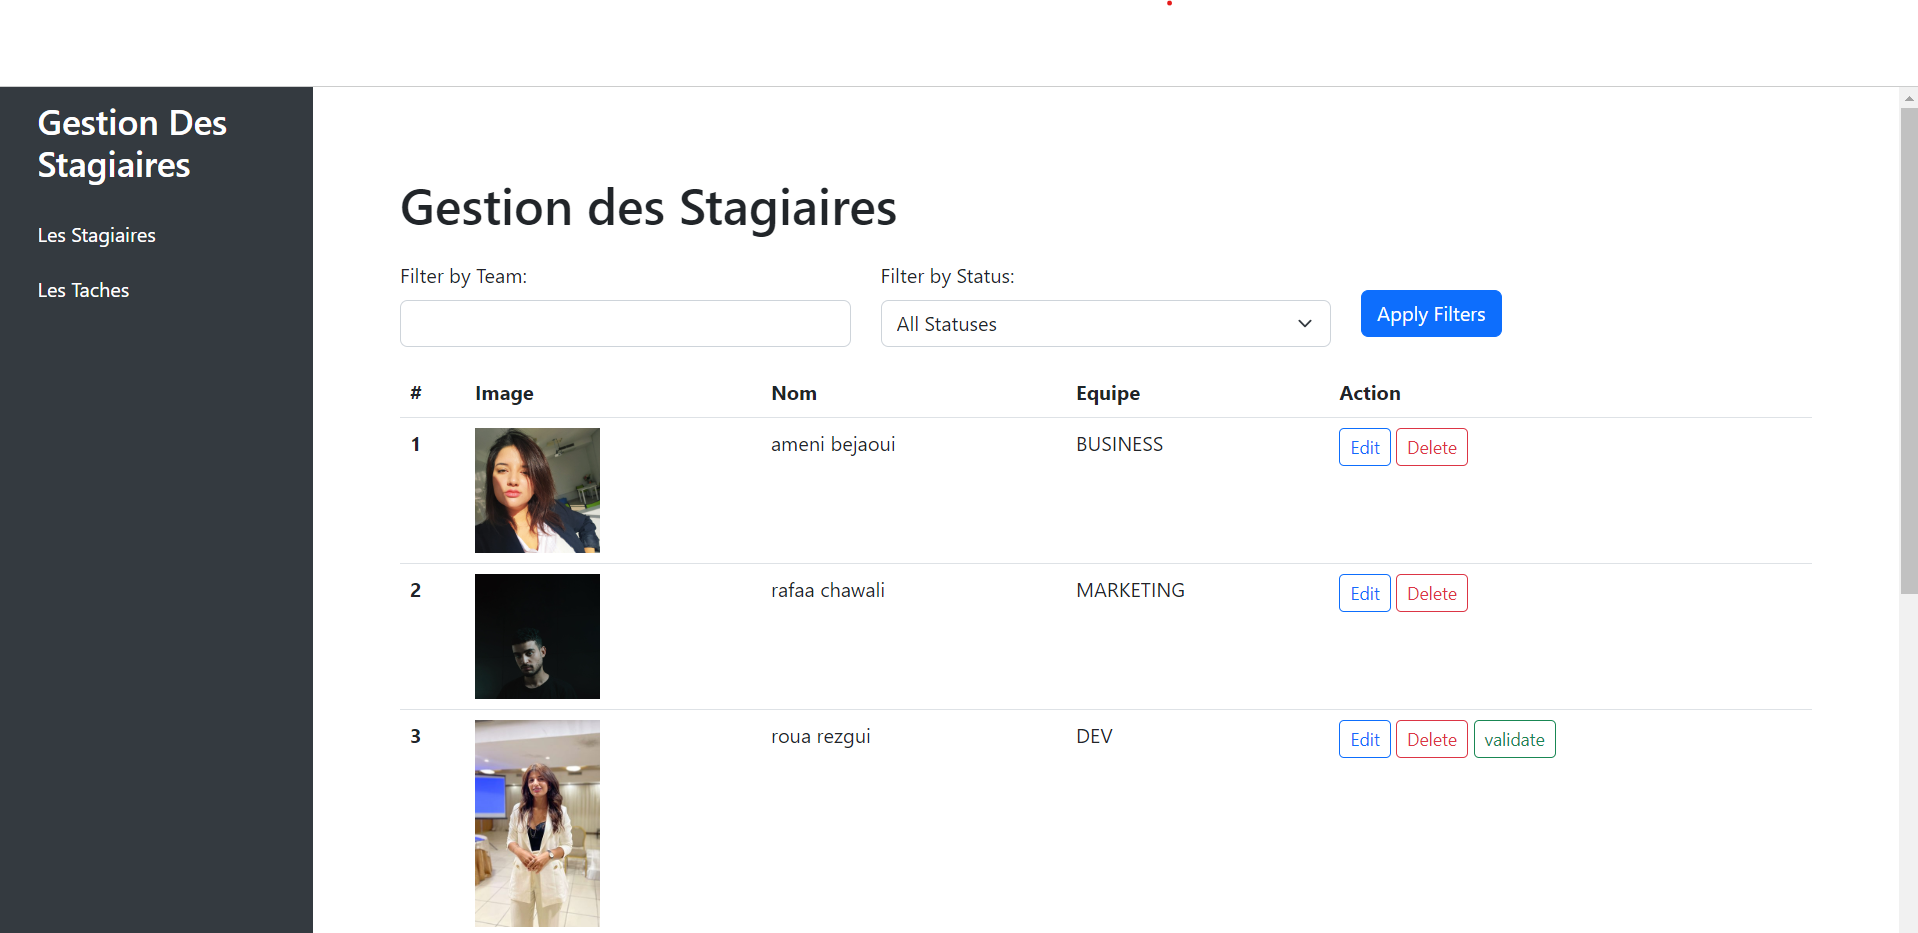 Gestion Des
Stagiaires
Les Stagiaires
Les Taches
Gestion des Stagiaires
Filter by Team:
Filter by Status:
All Statuses
Apply Filters
# Image Nom Equipe Action
1 ameni bejaoui BUSINESS Edit Delete
2 rafaa chawali MARKETING Edit Delete
3 roua rezgui DEV Edit Delete validate